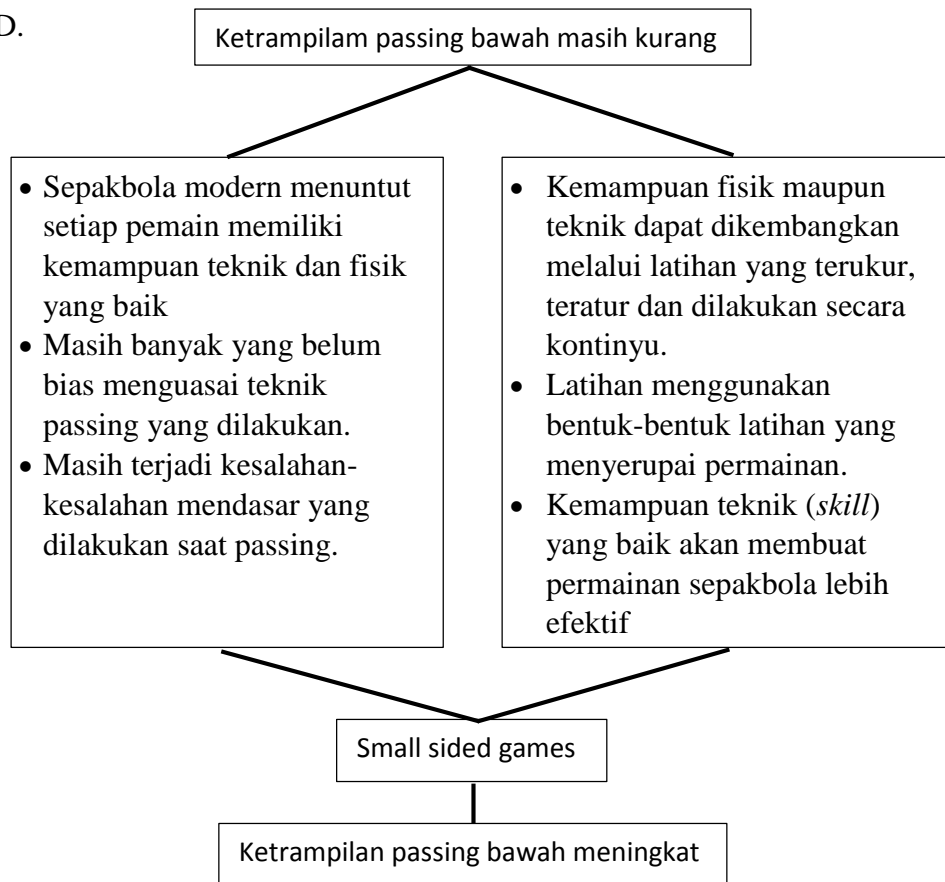 D.
Ketrampilam passing bawah masih kurang
• Sepakbola modern menuntut
setiap pemain memiliki
kemampuan teknik dan fisik
yang baik
• Masih banyak yang belum
bias menguasai teknik
passing yang dilakukan.
• Masih terjadi kesalahan-
kesalahan mendasar yang
dilakukan saat passing.
• Kemampuan fisik maupun
teknik dapat dikembangkan
melalui latihan yang terukur,
teratur dan dilakukan secara
kontinyu.
• Latihan menggunakan
bentuk-bentuk latihan yang
menyerupai permainan.
• Kemampuan teknik (skill)
yang baik akan membuat
permainan sepakbola lebih
efektif
Small sided games
Ketrampilan passing bawah meningkat